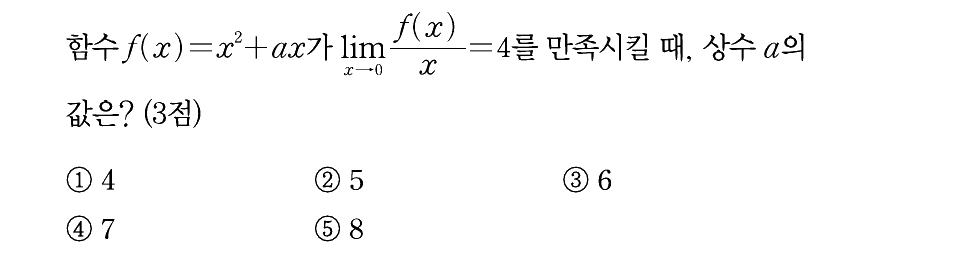 함수 f(x)=x²+ax가 lim_{x→0} f(x)/x=4를 만족시킬 때, 상수 a의
값은? (3점)
① 4 ② 5 ③ 6
④ 7 ⑤ 8